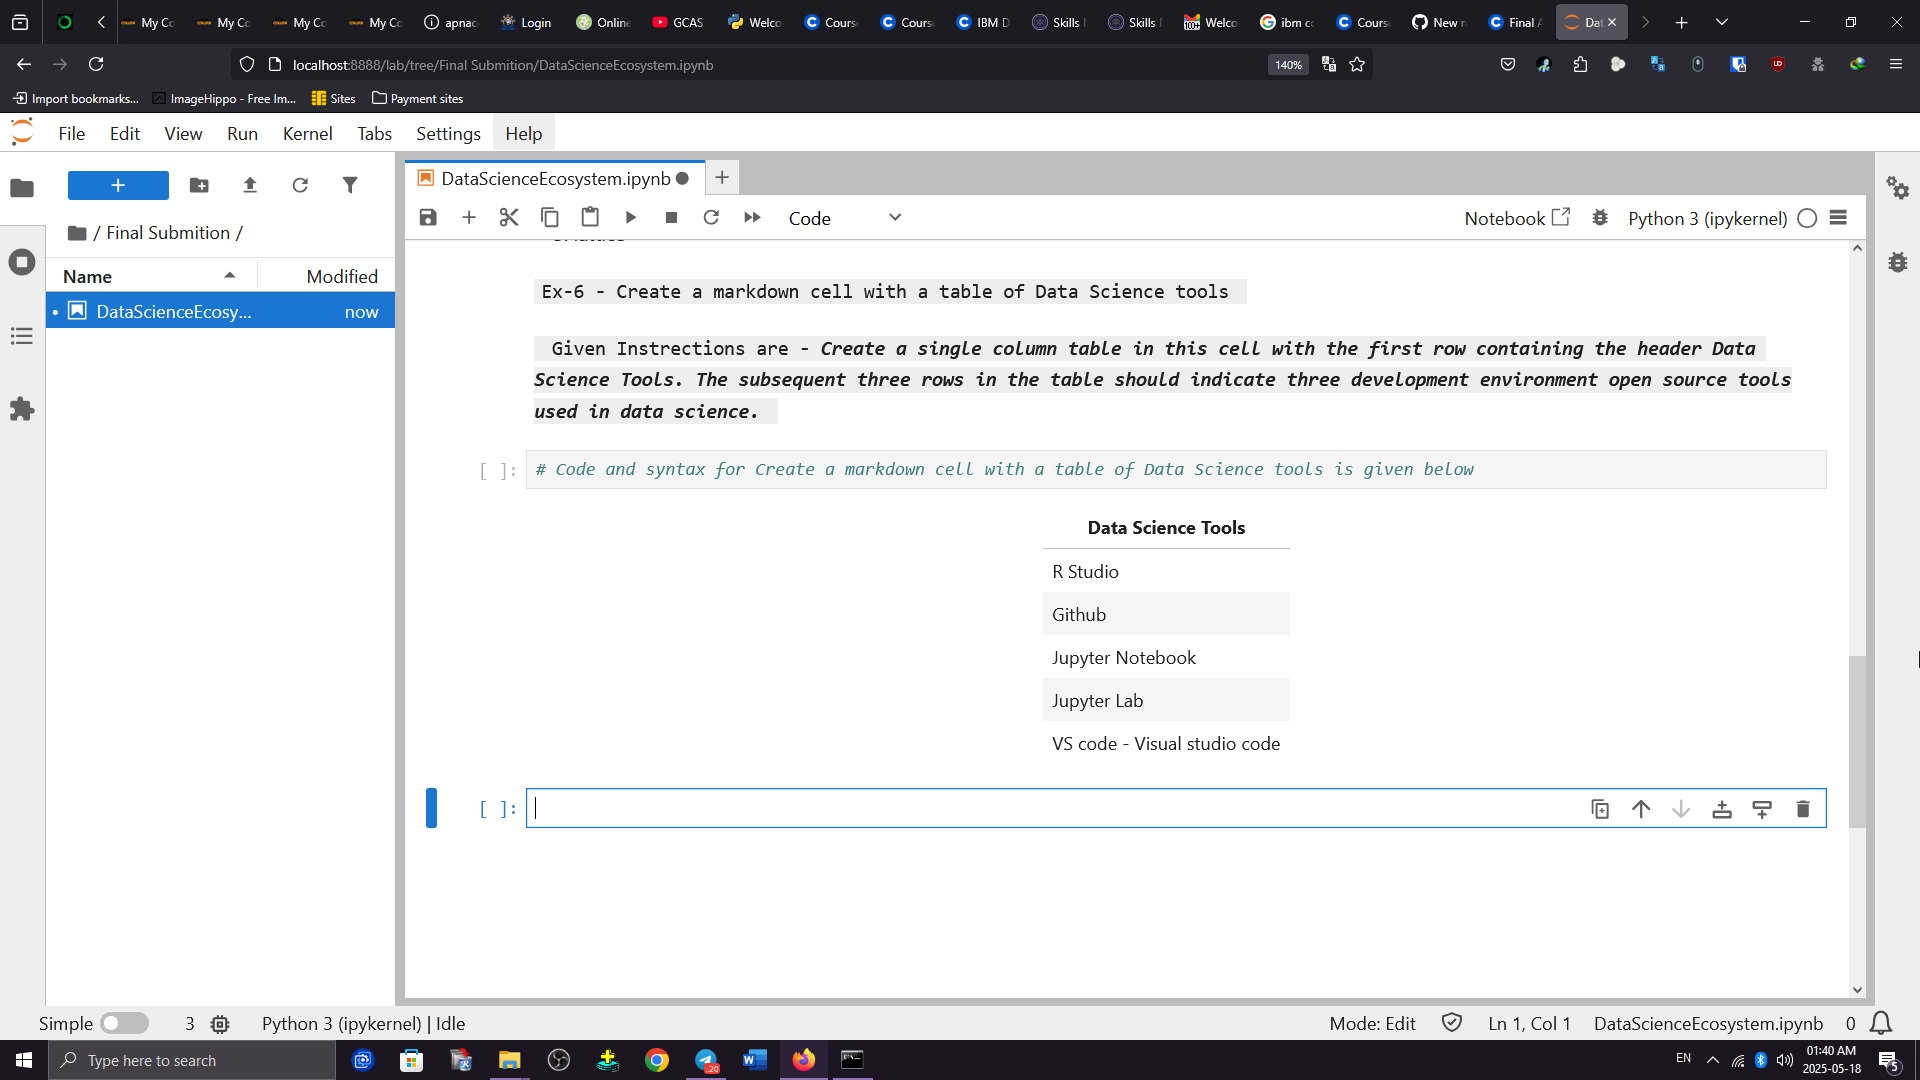 My Co
My Co
My Co
My Co
apnac
Login
Online
GCAS
Welco
Cours
Cours
IBM D
Skills
Skills
Welco
ibm co
Cours
New r
Final A
Dat
localhost:8888/lab/tree/Final Submition/DataScienceEcosystem.ipynb
140%
Import bookmarks...
ImageHippo - Free Im...
Sites
Payment sites
File
Edit
View
Run
Kernel
Tabs
Settings
Help
DataScienceEcosystem.ipynb
Code
Notebook
Python 3 (ipykernel)
/ Final Submition /
Name
Modified
DataScienceEcosy...
now
Ex-6 - Create a markdown cell with a table of Data Science tools
Given Instrections are - Create a single column table in this cell with the first row containing the header Data
Science Tools. The subsequent three rows in the table should indicate three development environment open source tools
used in data science.
[ ]:
# Code and syntax for Create a markdown cell with a table of Data Science tools is given below
Data Science Tools
R Studio
Github
Jupyter Notebook
Jupyter Lab
VS code - Visual studio code
[ ]:
Simple
3
Python 3 (ipykernel) | Idle
Mode: Edit
Ln 1, Col 1
DataScienceEcosystem.ipynb
0
Type here to search
EN
01:40 AM
2025-05-18
5